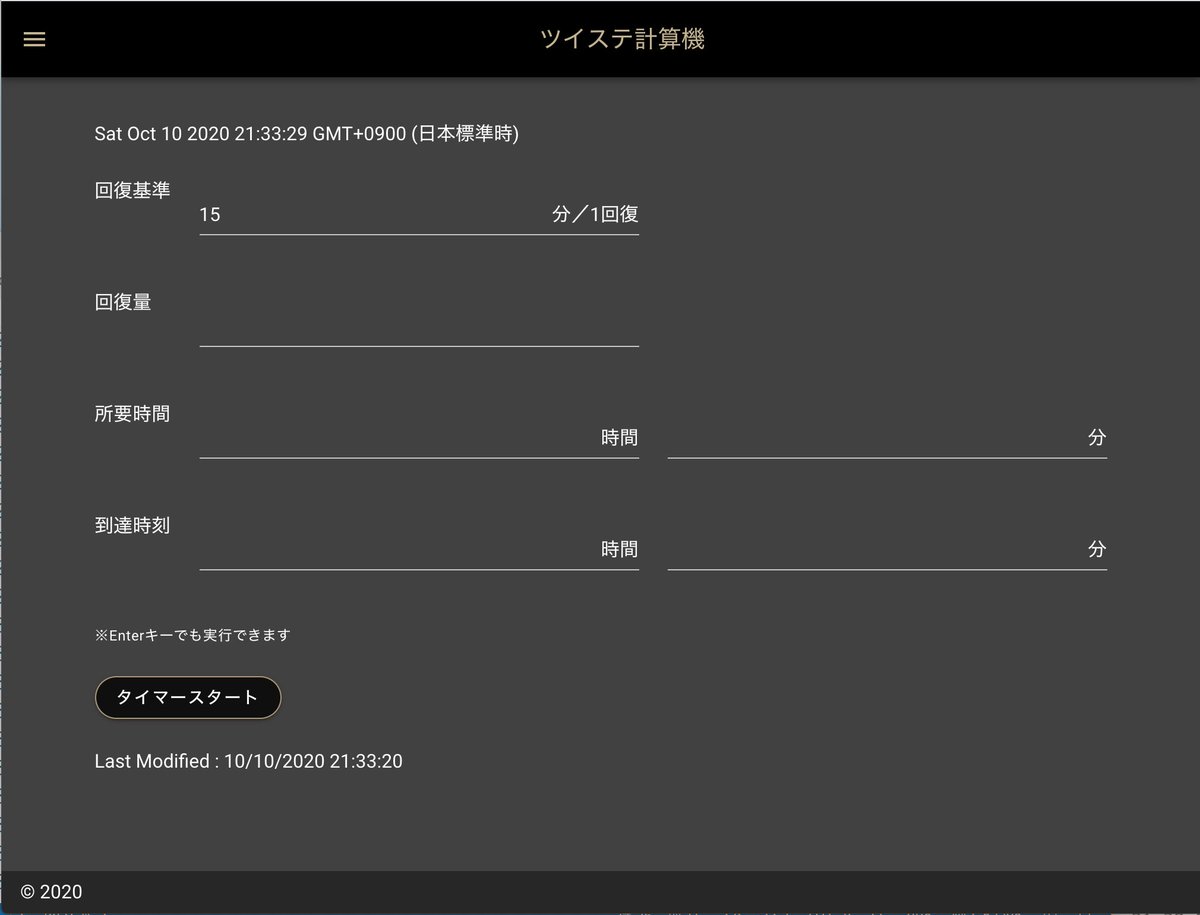 ツイステ計算機
Sat Oct 10 2020 21:33:29 GMT+0900 (日本標準時)
回復基準
15 分／1回復
回復量
所要時間
時間 分
到達時刻
時間 分
※Enterキーでも実行できます
タイマースタート
Last Modified : 10/10/2020 21:33:20
© 2020